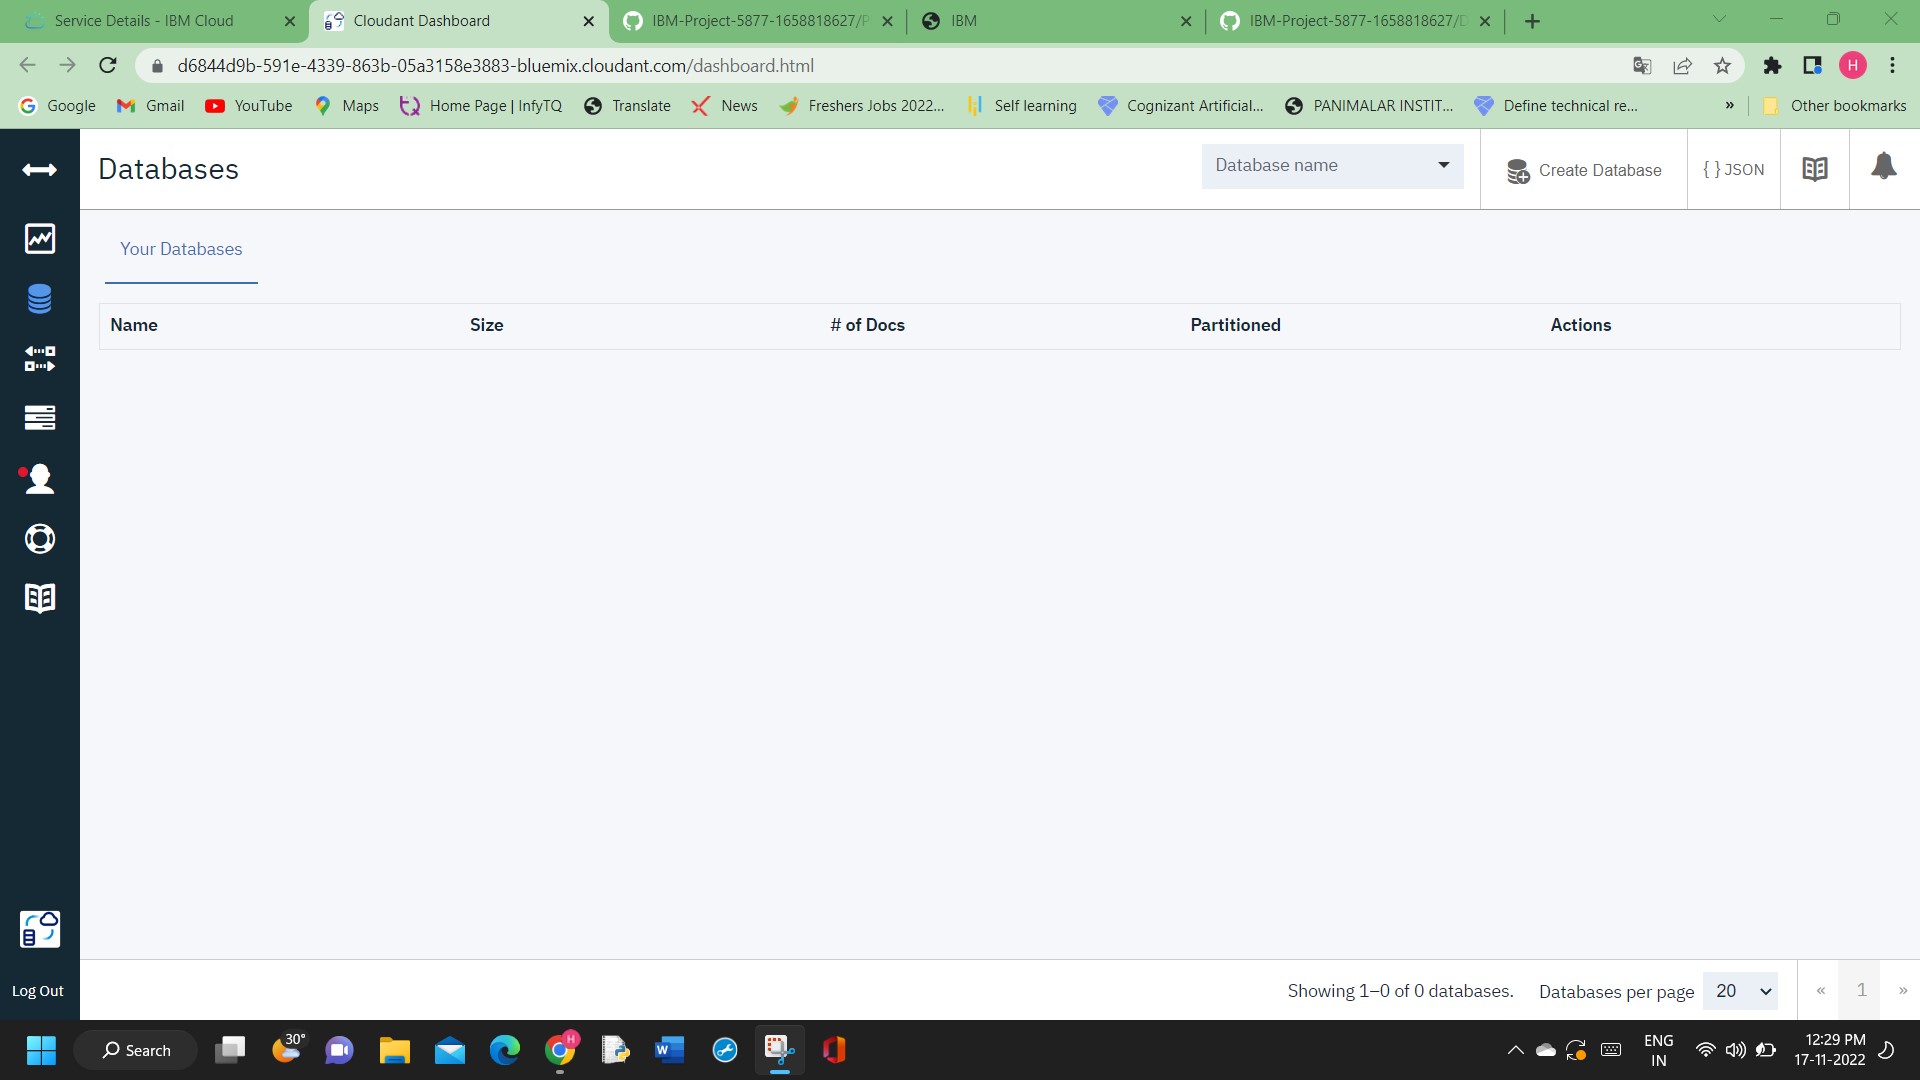 Service Details - IBM Cloud
Cloudant Dashboard
IBM-Project-5877-1658818627/P
IBM
IBM-Project-5877-1658818627/D
d6844d9b-591e-4339-863b-05a3158e3883-bluemix.cloudant.com/dashboard.html
H
Google
Gmail
YouTube
Maps
Home Page | InfyTQ
Translate
News
Freshers Jobs 2022...
Self learning
Cognizant Artificial...
PANIMALAR INSTIT...
Define technical re...
»
Other bookmarks
Databases
Database name
Create Database
{ } JSON
Your Databases
Name
Size
# of Docs
Partitioned
Actions
Log Out
Showing 1–0 of 0 databases.
Databases per page
20
«
1
»
Search
30°
H
W
ENG
IN
12:29 PM
17-11-2022